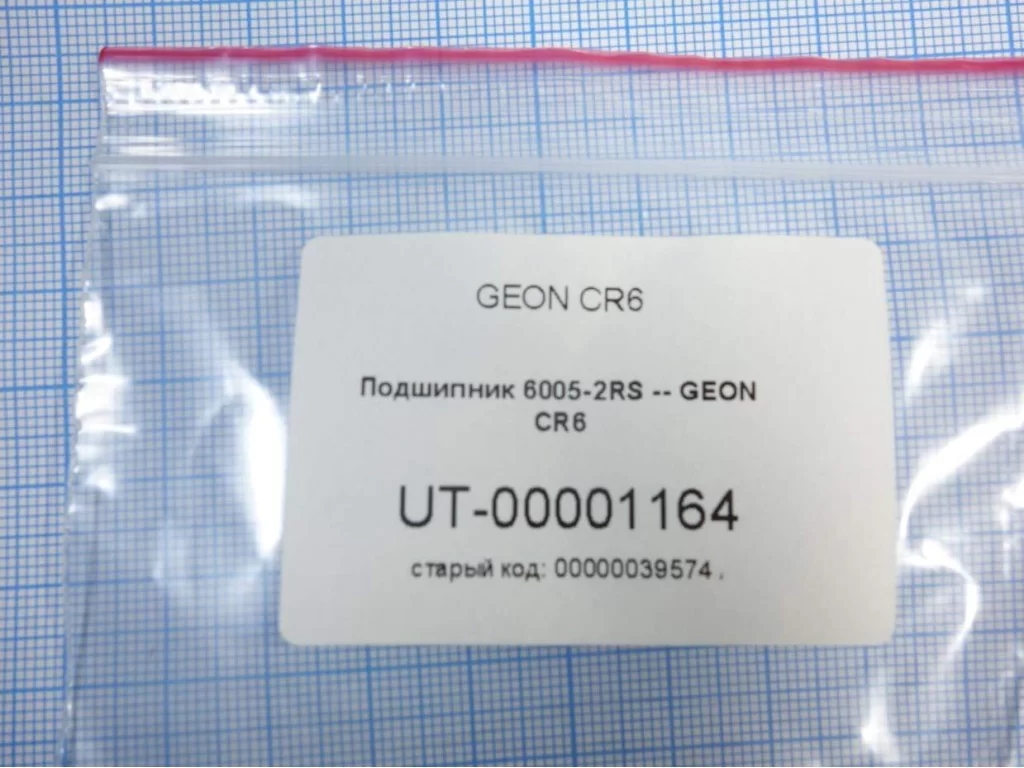 GEON CR6
Подшипник 6005-2RS -- GEON
CR6
UT-00001164
старый код: 00000039574 ,